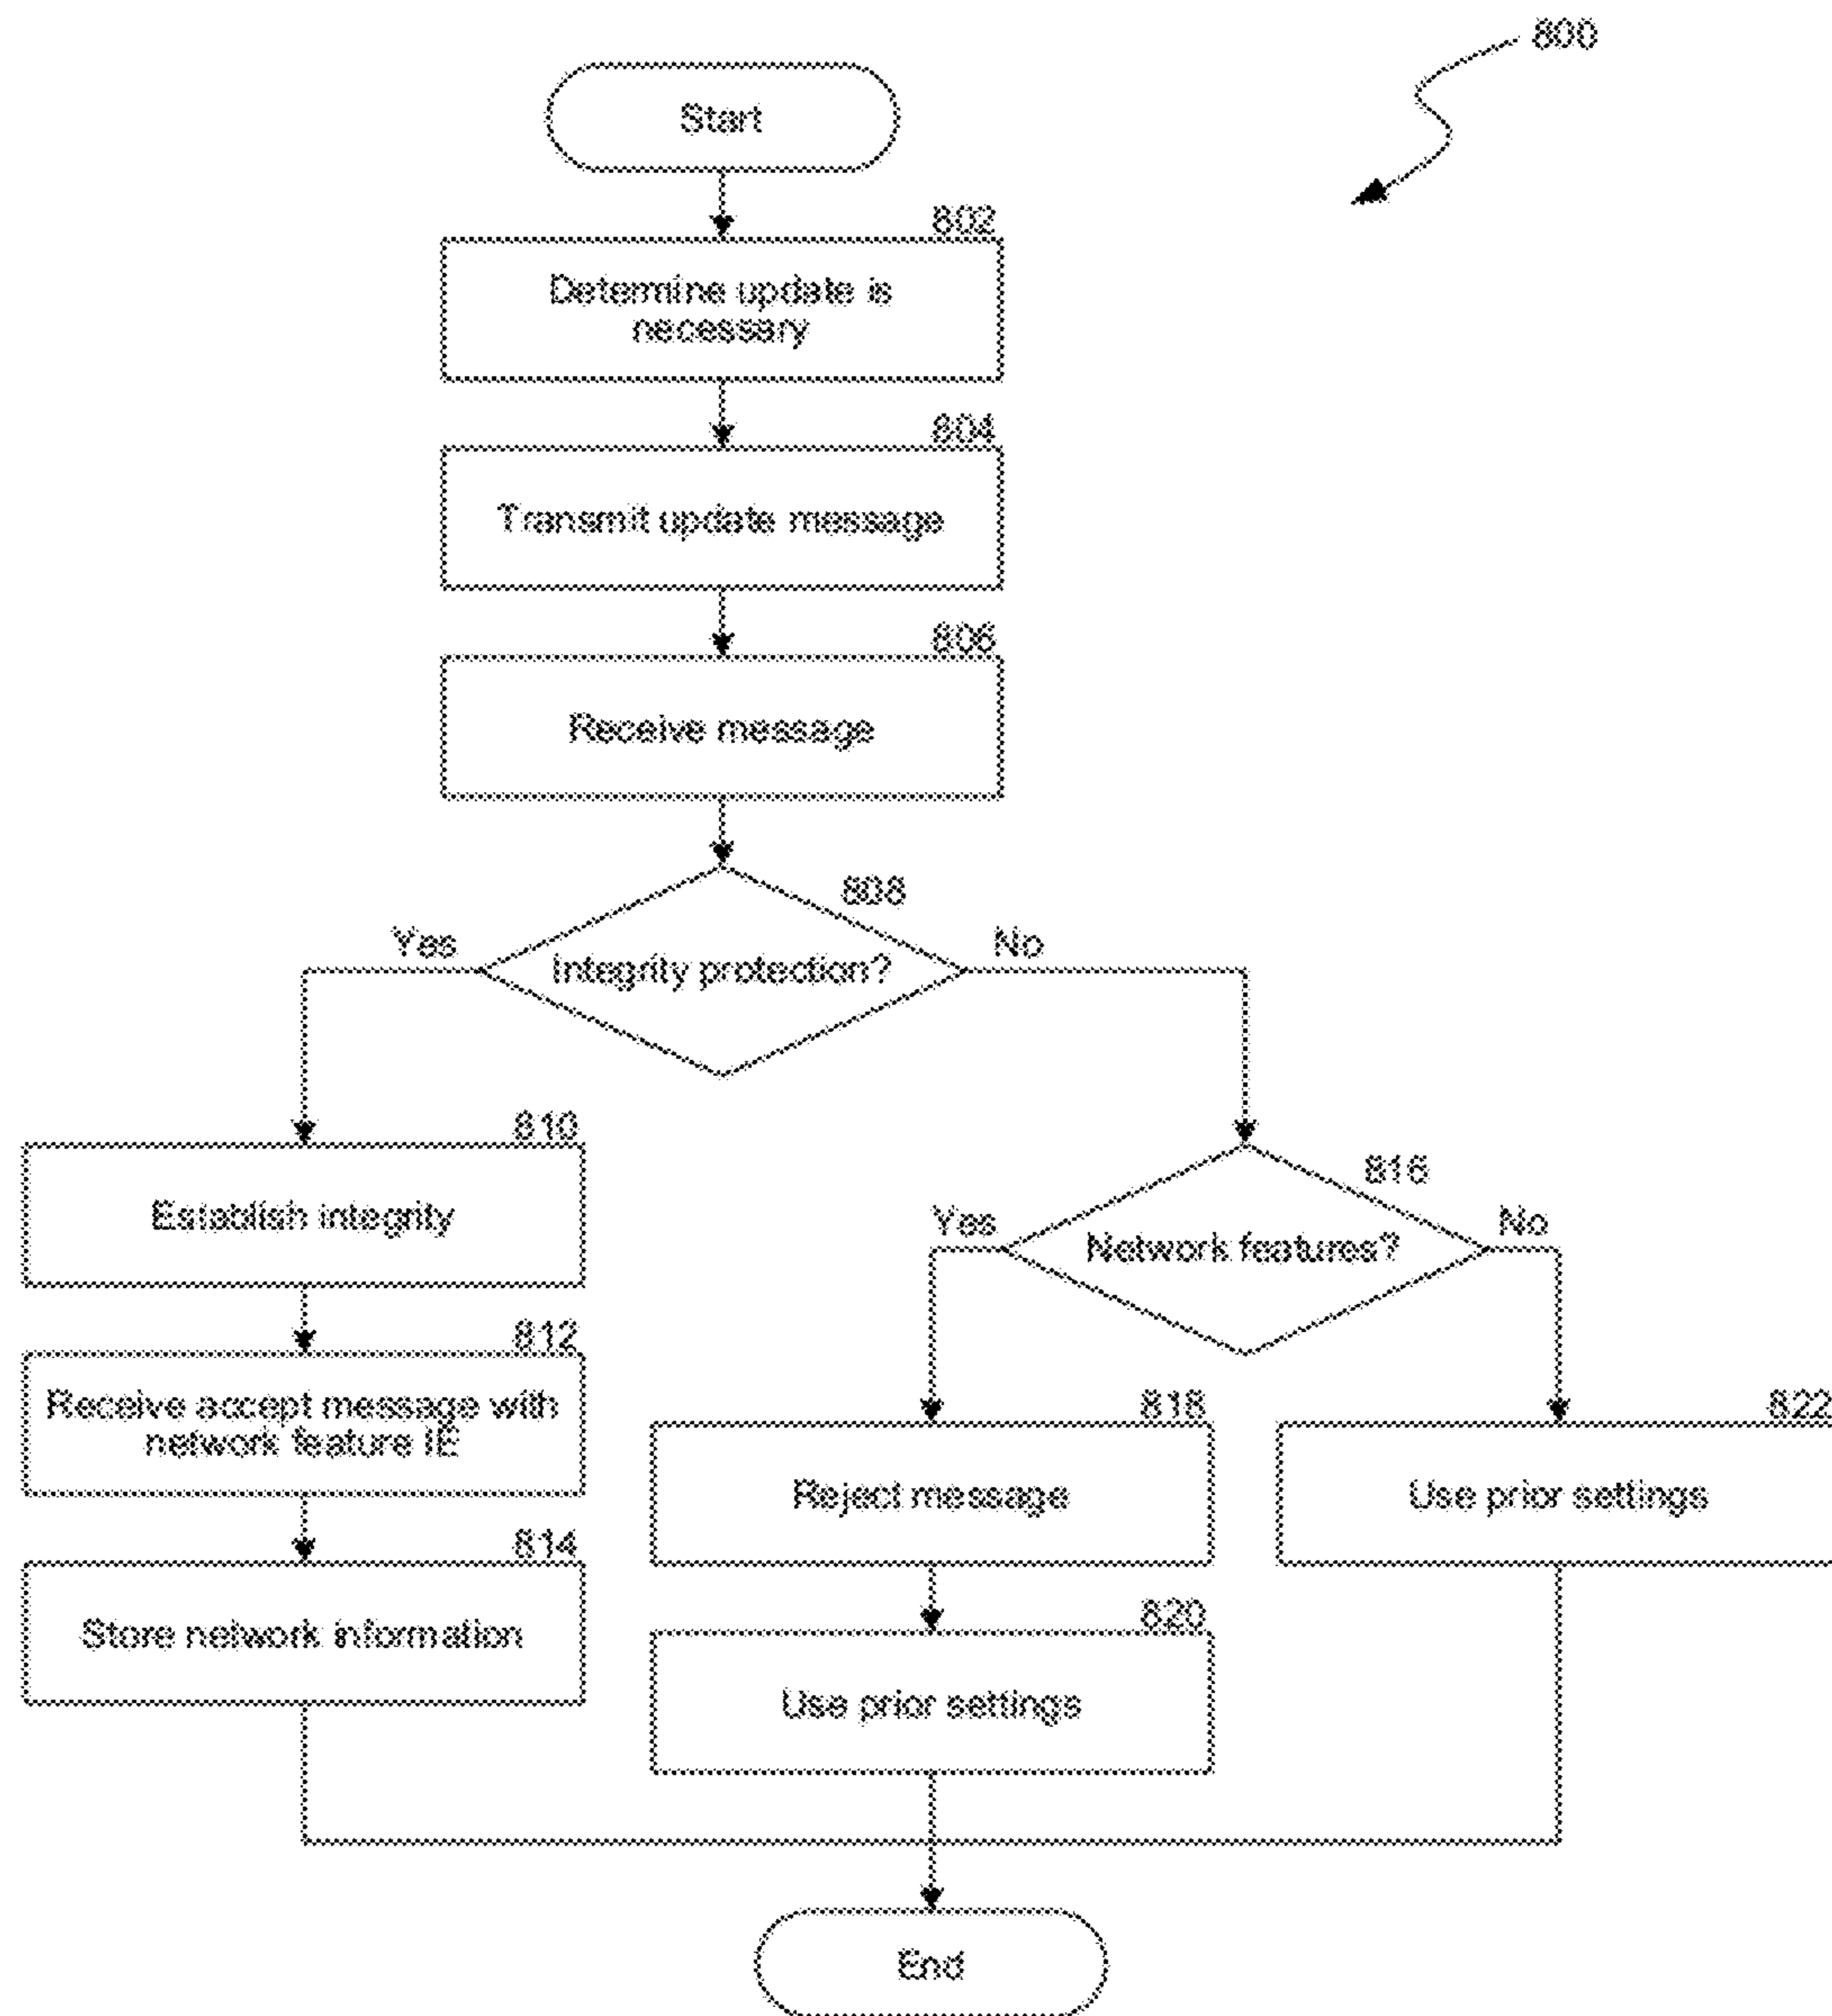 800
Start
802
Determine update is
necessary
804
Transmit update message
806
Receive message
808
Yes
Integrity protection?
No
810
Establish integrity
812
Receive accept message with
network feature IE
814
Store network information
816
Yes
Network features?
No
818
Reject message
820
Use prior settings
822
Use prior settings
End